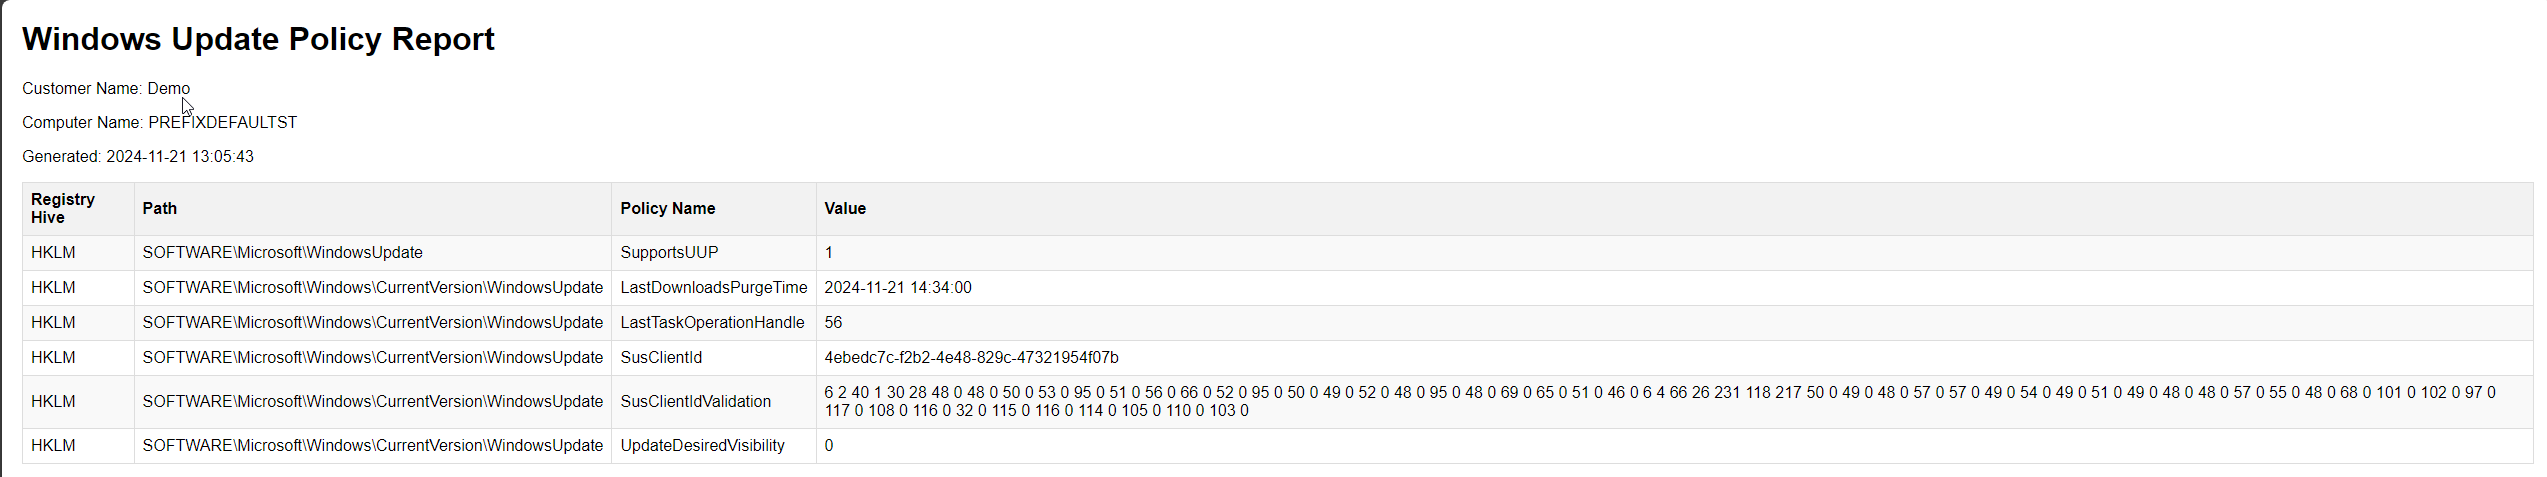 Windows Update Policy Report
Customer Name: Demo
Computer Name: PREFIXDEFAULTST
Generated: 2024-11-21 13:05:43
Registry Hive Path Policy Name Value
HKLM SOFTWARE\Microsoft\WindowsUpdate SupportsUUP 1
HKLM SOFTWARE\Microsoft\Windows\CurrentVersion\WindowsUpdate LastDownloadsPurgeTime 2024-11-21 14:34:00
HKLM SOFTWARE\Microsoft\Windows\CurrentVersion\WindowsUpdate LastTaskOperationHandle 56
HKLM SOFTWARE\Microsoft\Windows\CurrentVersion\WindowsUpdate SusClientId 4ebedc7c-f2b2-4e48-829c-47321954f07b
HKLM SOFTWARE\Microsoft\Windows\CurrentVersion\WindowsUpdate SusClientIdValidation 6 2 40 1 30 28 48 0 48 0 50 0 53 0 95 0 51 0 56 0 66 0 52 0 95 0 50 0 49 0 52 0 48 0 95 0 48 0 69 0 65 0 51 0 46 0 6 4 66 26 231 118 217 50 0 49 0 48 0 57 0 57 0 49 0 54 0 49 0 51 0 49 0 48 0 48 0 57 0 55 0 48 0 68 0 101 0 102 0 97 0
117 0 108 0 116 0 32 0 115 0 116 0 114 0 105 0 110 0 103 0
HKLM SOFTWARE\Microsoft\Windows\CurrentVersion\WindowsUpdate UpdateDesiredVisibility 0